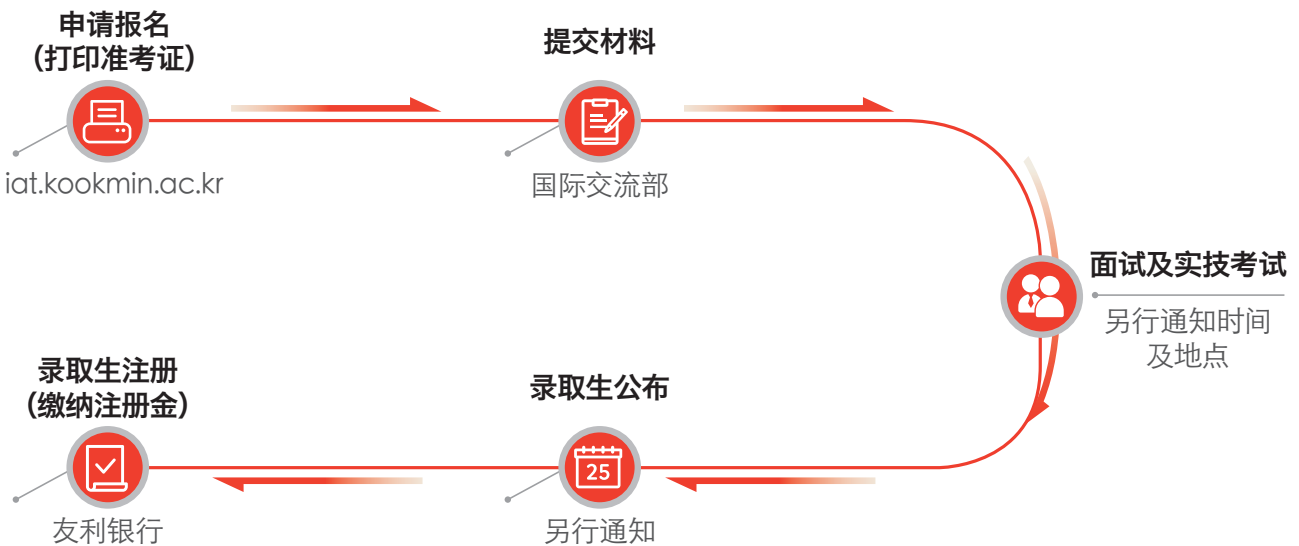 申请报名
（打印准考证）
iat.kookmin.ac.kr
提交材料
国际交流部
面试及实技考试
另行通知时间
及地点
录取生公布
25
另行通知
录取生注册
（缴纳注册金）
友利银行